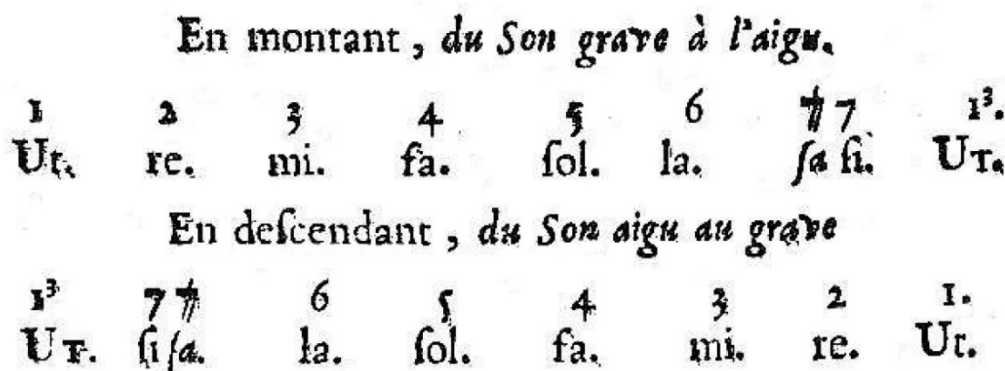 En montant, du Son grave à l'aigu.
1 2 3 4 5 6 7 7 1³.
Ut. re. mi. fa. ſol. la. ſa ſi. UT.
En deſcendant, du Son aigu au grave
1³ 7 7 6 5 4 3 2 1.
UT. ſi ſa. la. ſol. fa. mi. re. Ut.